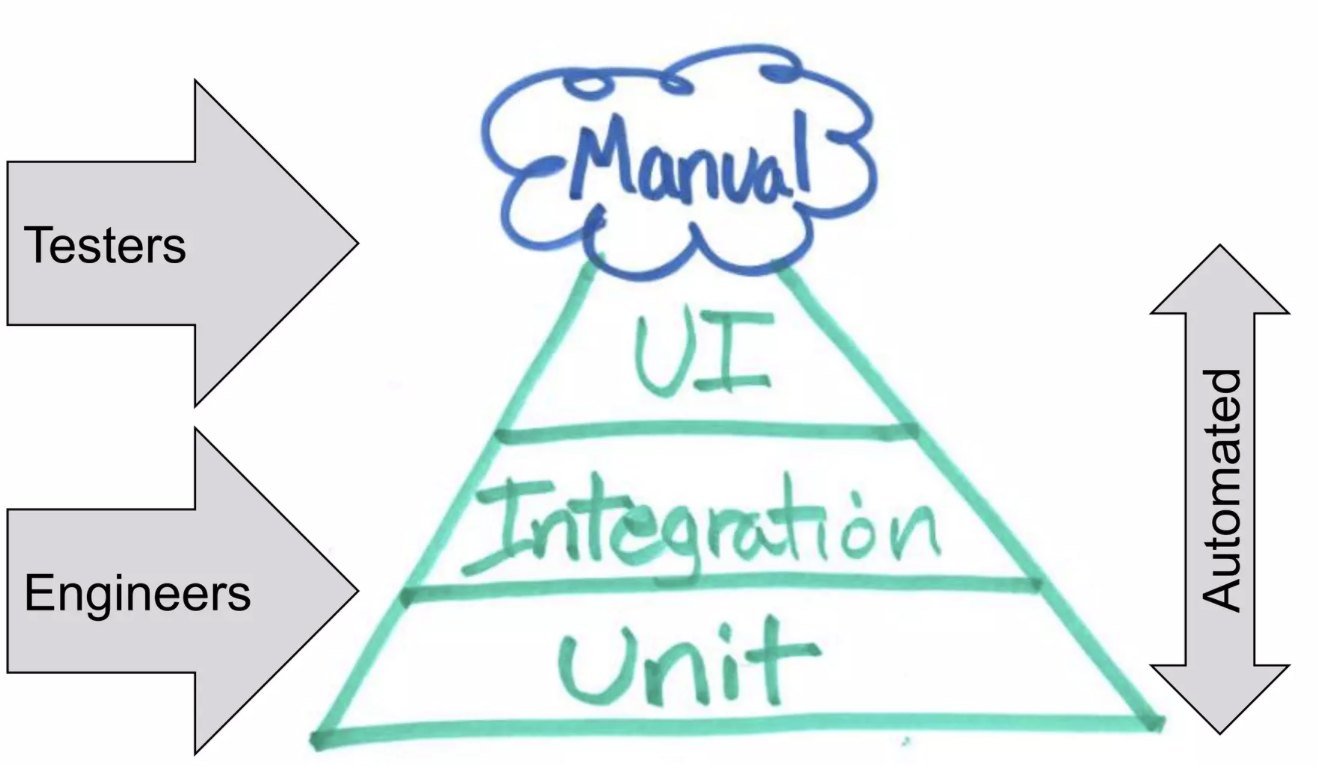 Manual
Testers
UI
Integration
Engineers
Unit
Automated